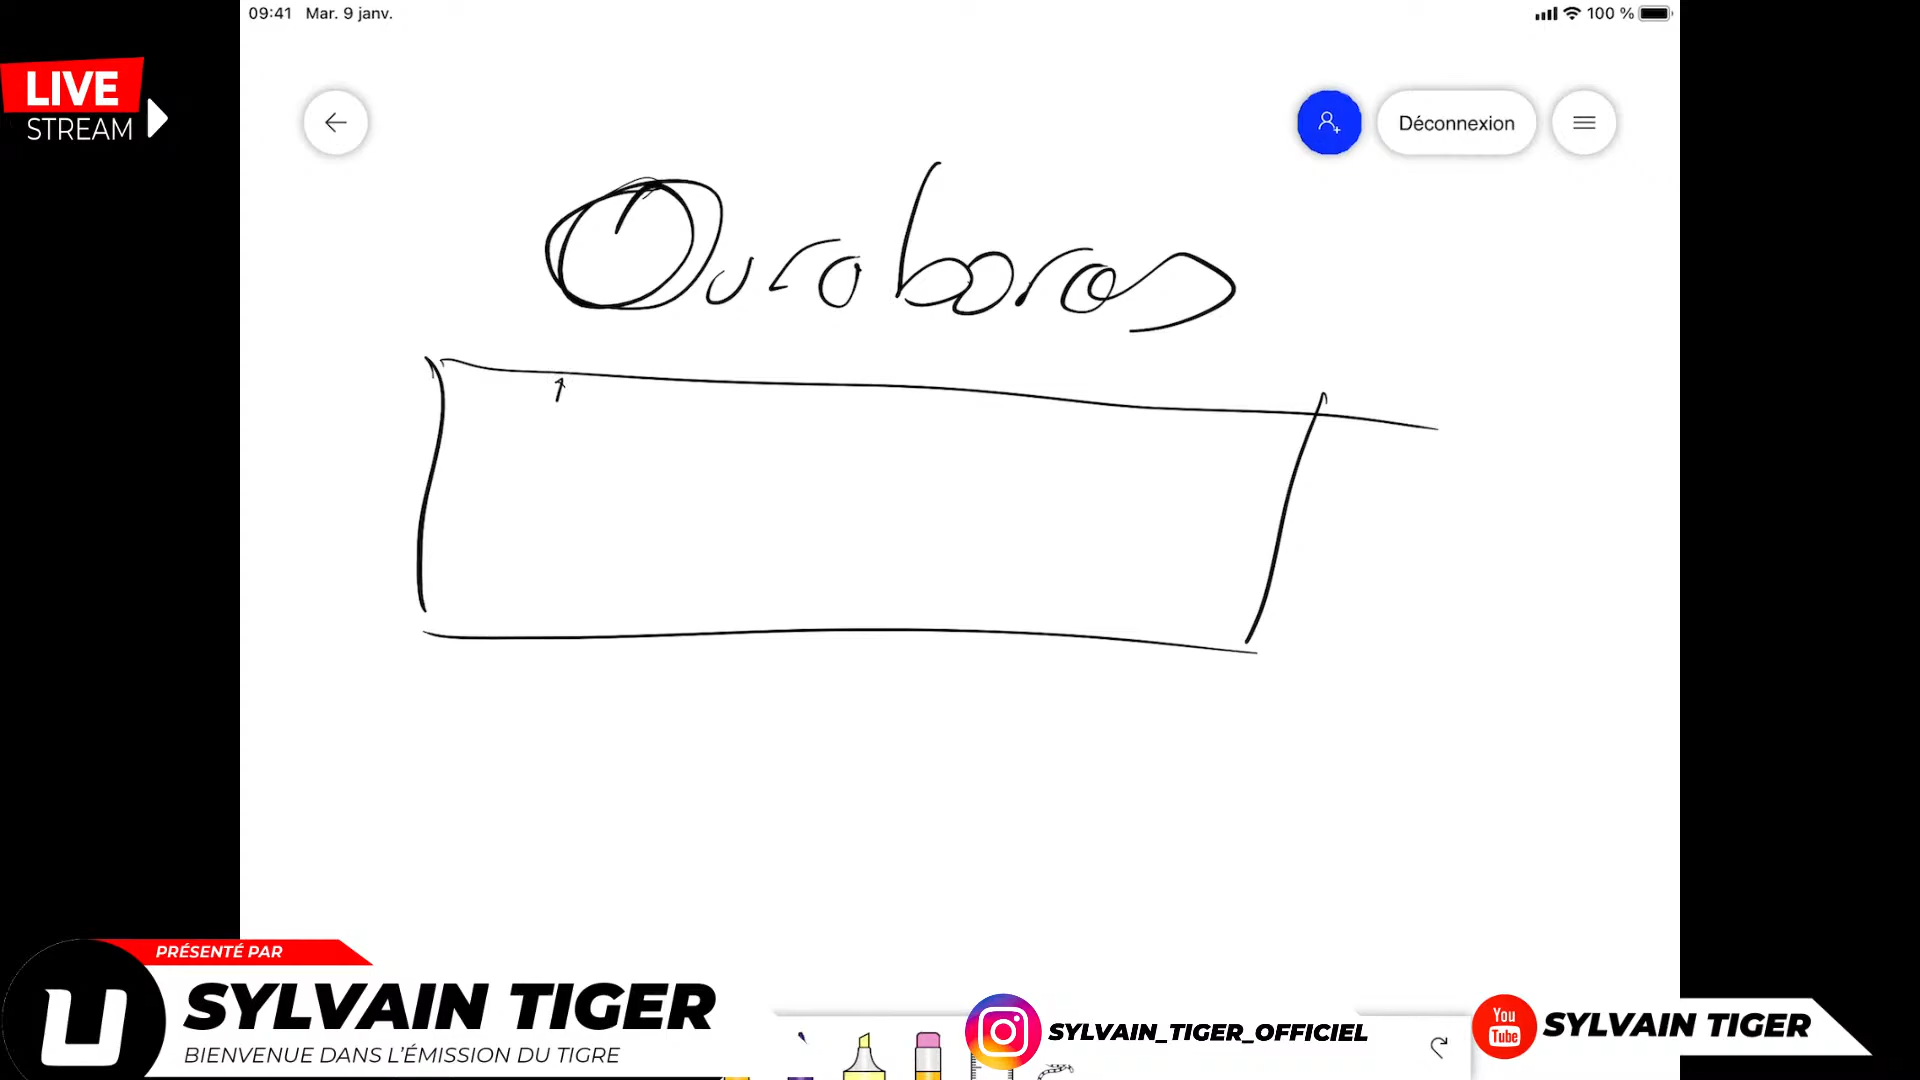 09:41 Mar. 9 janv. 100 %
LIVE
STREAM
Déconnexion
Ouroboros
PRÉSENTÉ PAR
SYLVAIN TIGER
BIENVENUE DANS L'ÉMISSION DU TIGRE
SYLVAIN_TIGER_OFFICIEL
You
Tube
SYLVAIN TIGER